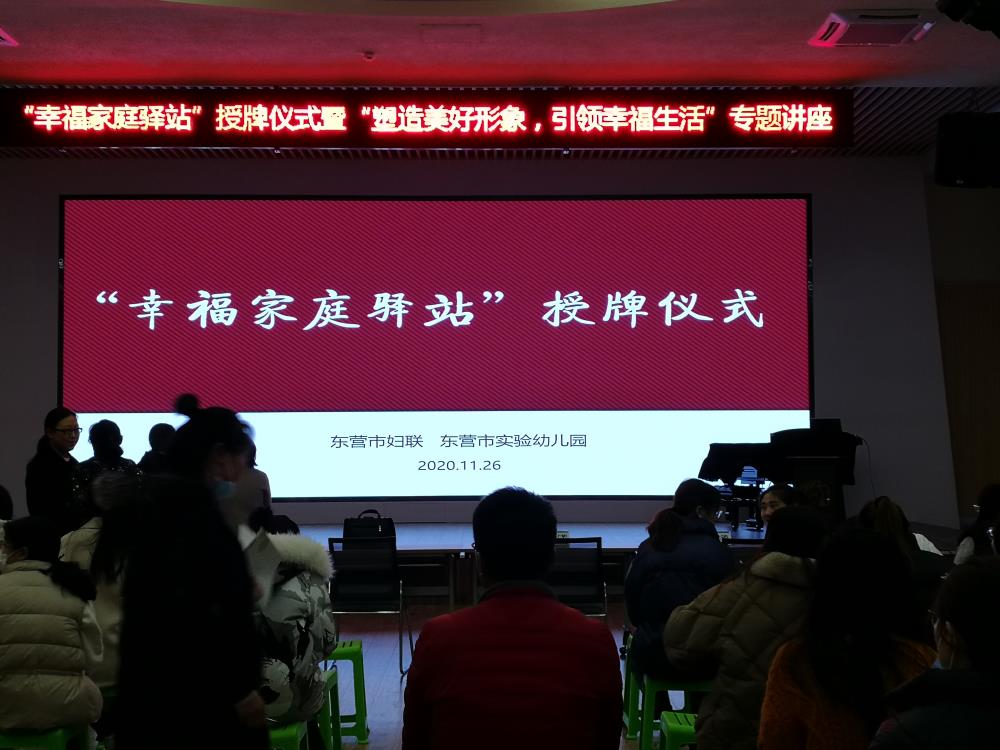 “幸福家庭驿站”授牌仪式暨“塑造美好形象，引领幸福生活”专题讲座
“幸福家庭驿站”授牌仪式
东营市妇联 东营市实验幼儿园
2020.11.26